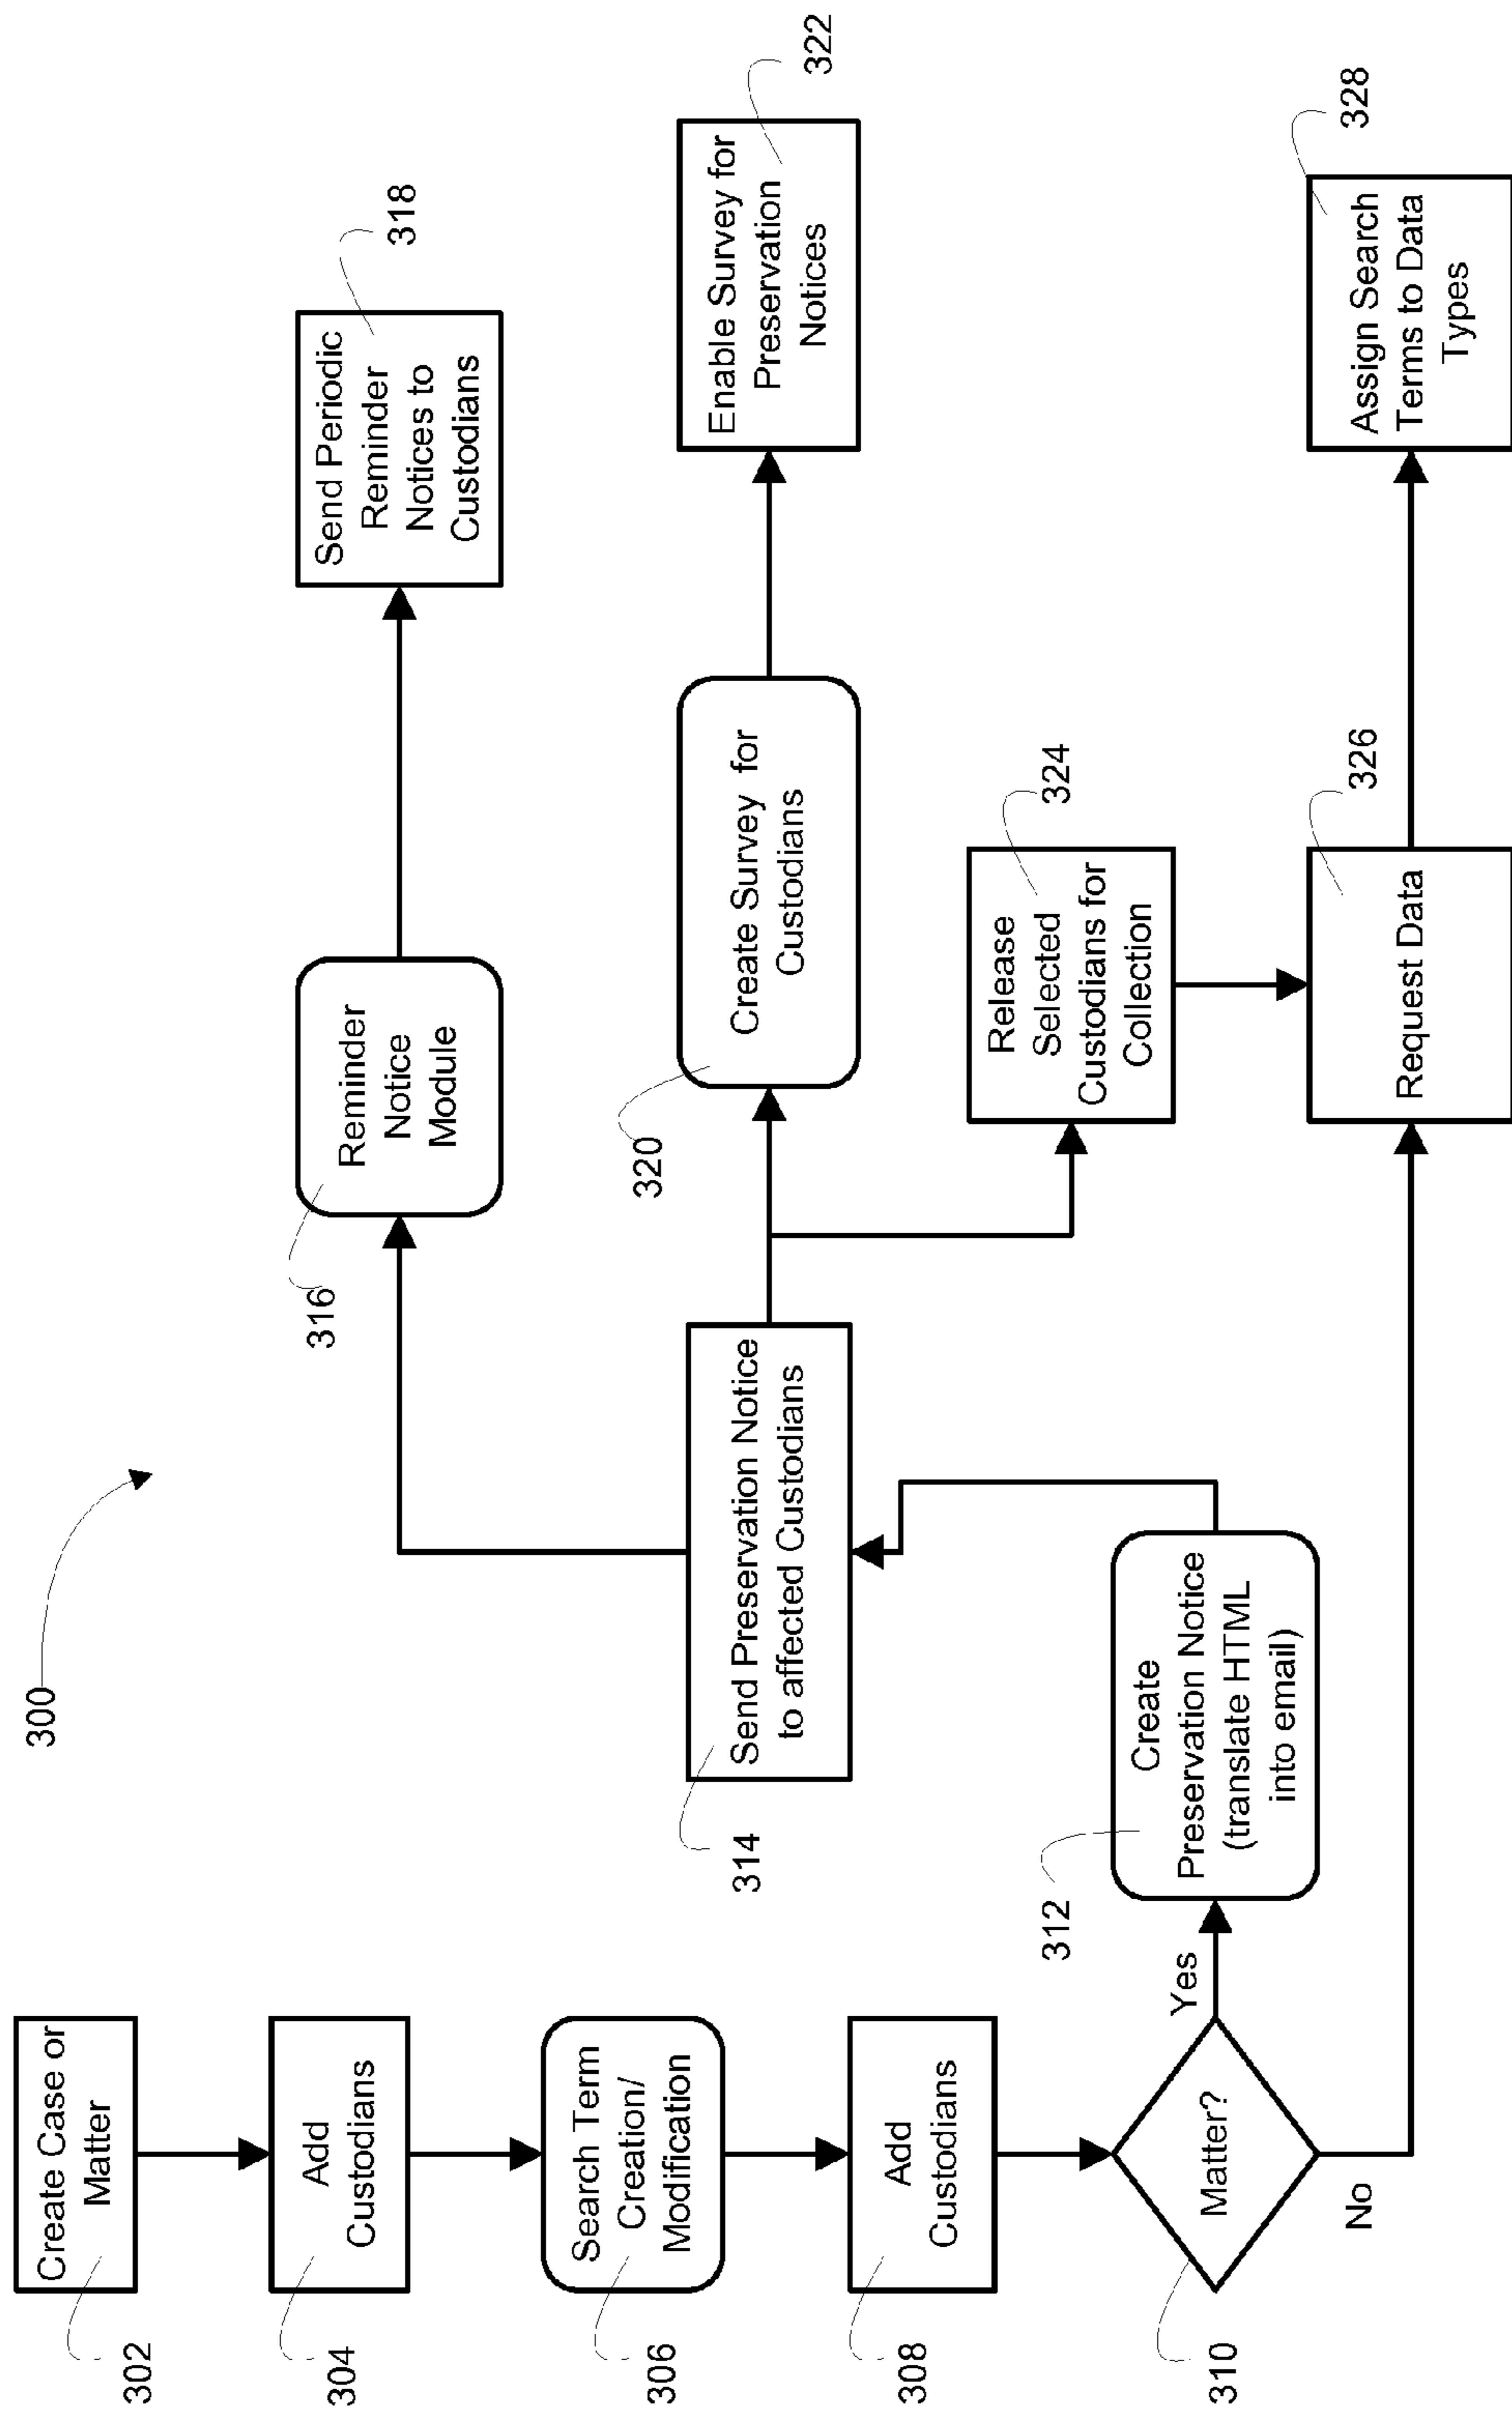 300
Create Case or
Matter
302
Add
Custodians
304
Search Term
Creation/
Modification
306
Add
Custodians
308
Matter?
310
Yes
No
Create
Preservation Notice
(translate HTML
into email)
312
Send Preservation Notice
to affected Custodians
314
Reminder
Notice
Module
316
Send Periodic
Reminder
Notices to
Custodians
318
Create Survey for
Custodians
320
Enable Survey for
Preservation
Notices
322
Release
Selected
Custodians for
Collection
324
Request Data
326
Assign Search
Terms to Data
Types
328